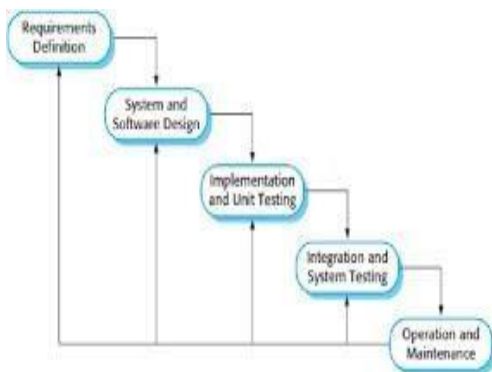 Requirements
Definition
System and
Software Design
Implementation
and Unit Testing
Integration and
System Testing
Operation and
Maintenance